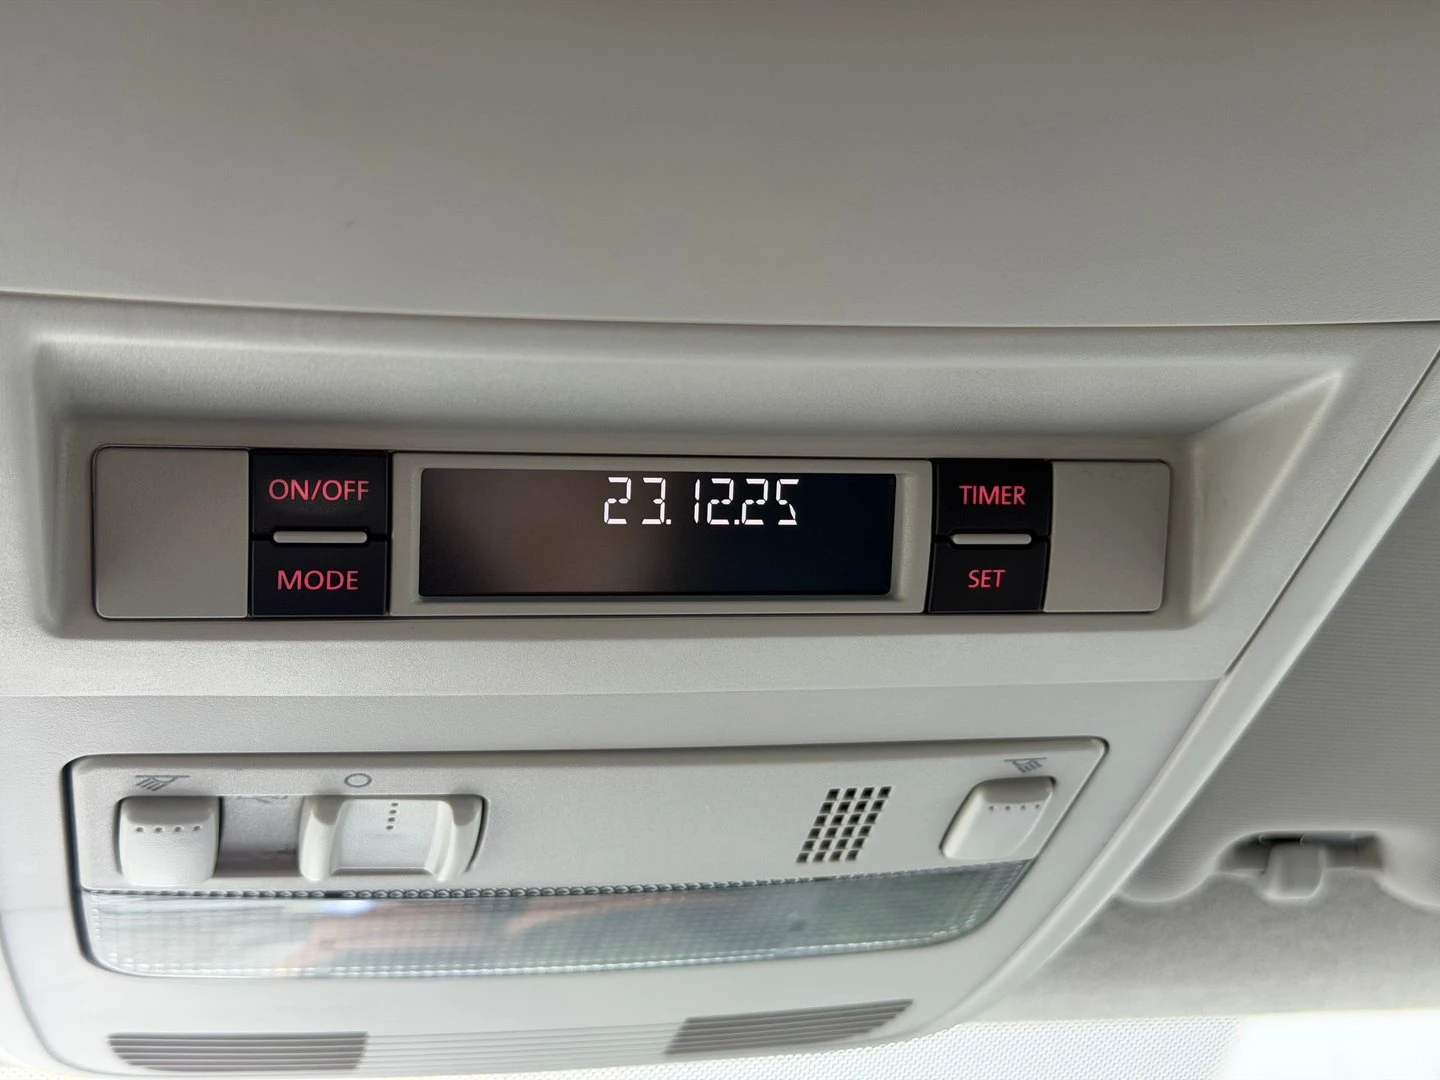 ON/OFF
MODE
23.12.25
TIMER
SET